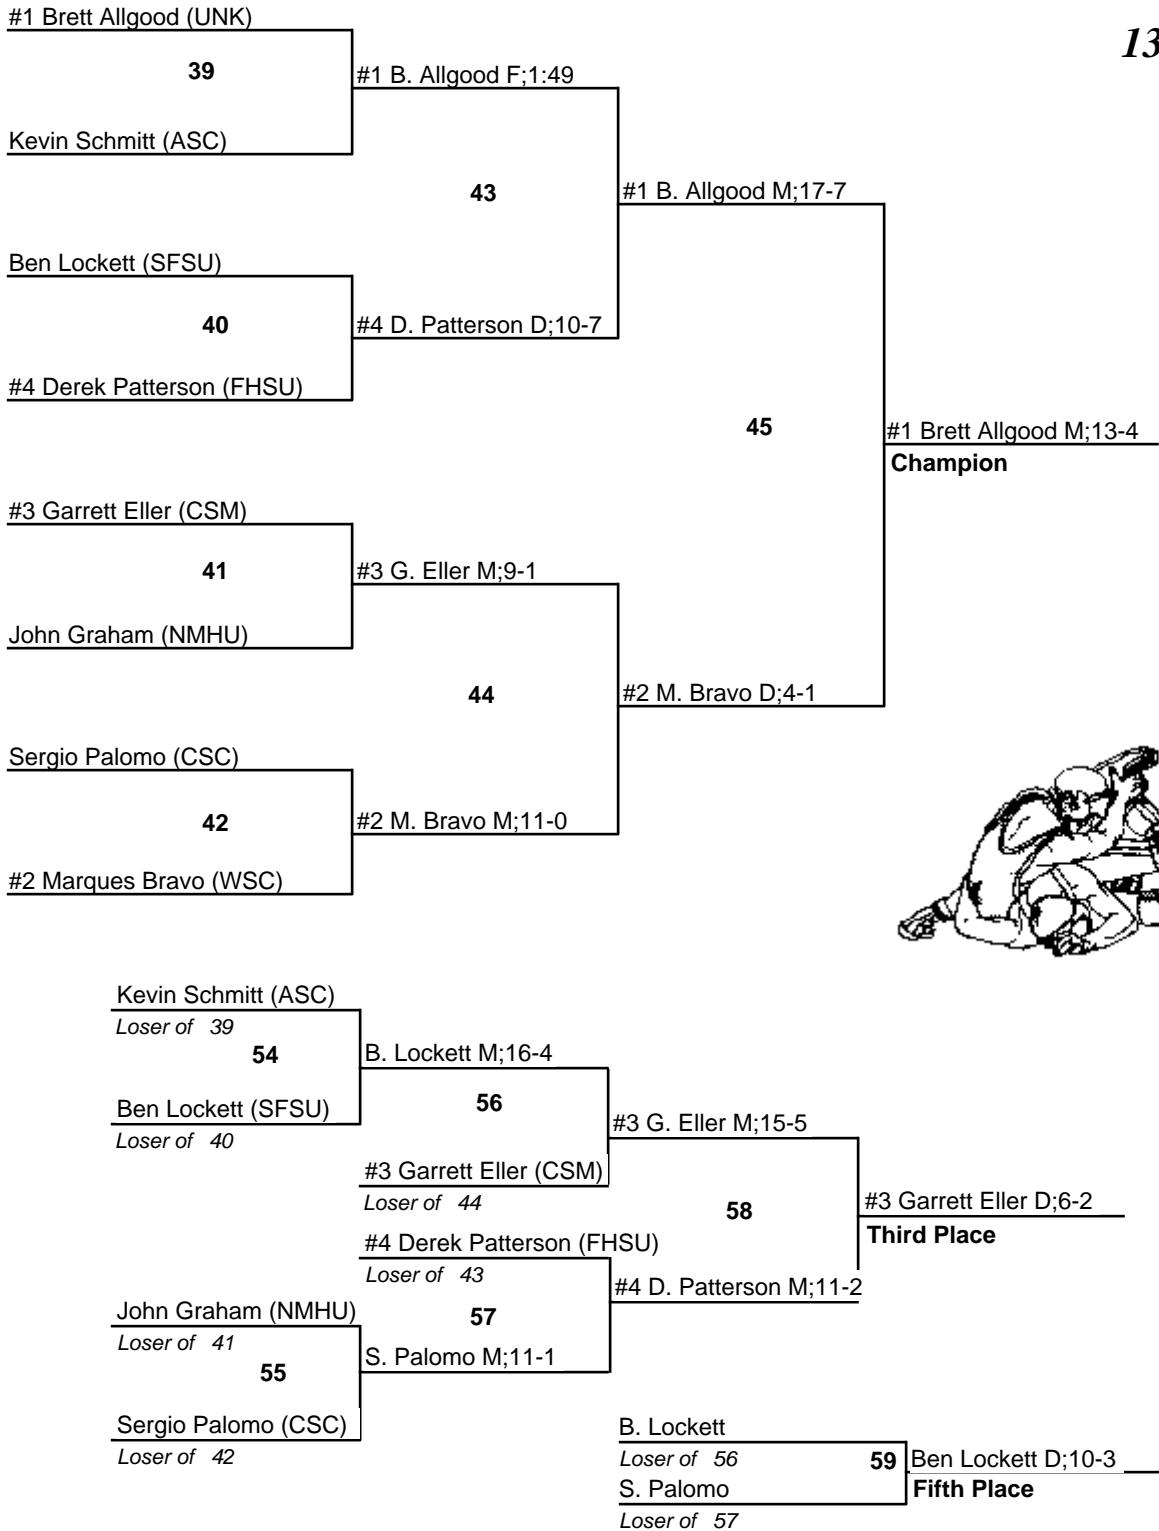 #1 Brett Allgood (UNK)
13
39
#1 B. Allgood F;1:49
Kevin Schmitt (ASC)
43
#1 B. Allgood M;17-7
Ben Lockett (SFSU)
40
#4 D. Patterson D;10-7
#4 Derek Patterson (FHSU)
45
#1 Brett Allgood M;13-4
Champion
#3 Garrett Eller (CSM)
41
#3 G. Eller M;9-1
John Graham (NMHU)
44
#2 M. Bravo D;4-1
Sergio Palomo (CSC)
42
#2 M. Bravo M;11-0
#2 Marques Bravo (WSC)
Kevin Schmitt (ASC)
Loser of 39
54
B. Lockett M;16-4
Ben Lockett (SFSU)
Loser of 40
56
#3 G. Eller M;15-5
#3 Garrett Eller (CSM)
Loser of 44
58
#3 Garrett Eller D;6-2
Third Place
#4 Derek Patterson (FHSU)
Loser of 43
#4 D. Patterson M;11-2
John Graham (NMHU)
Loser of 41
57
55
S. Palomo M;11-1
Sergio Palomo (CSC)
Loser of 42
B. Lockett
Loser of 56
59
Ben Lockett D;10-3
Fifth Place
S. Palomo
Loser of 57